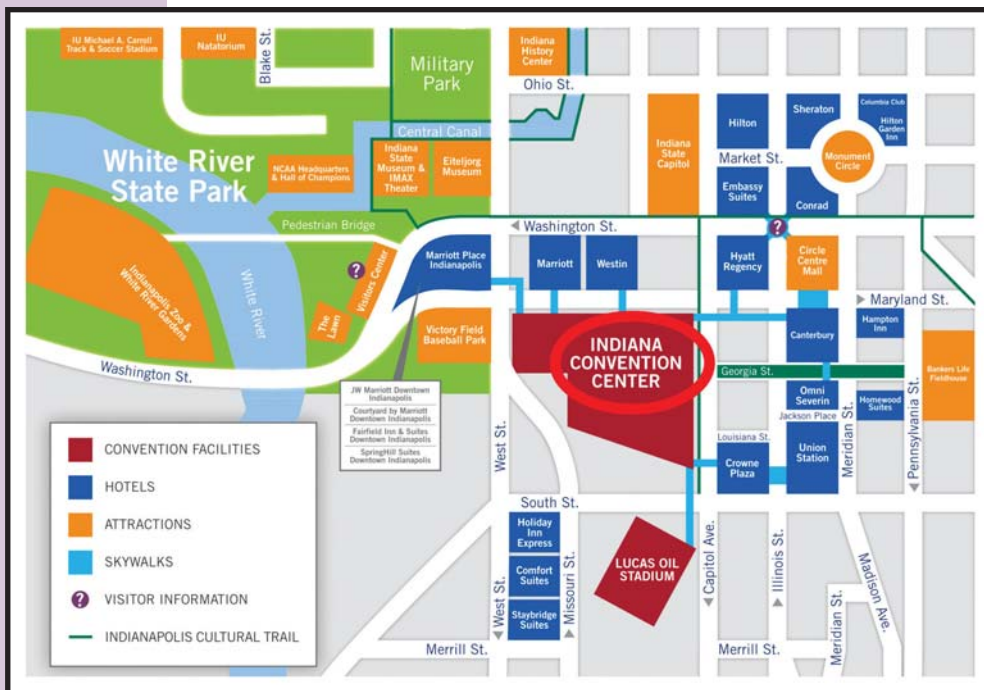 IU Michael A. Carroll
Track & Soccer Stadium
IU
Natatorium
Blake St.
Military
Park
Indiana
History
Center
Ohio St.
Central Canal
White River
State Park
NCAA Headquarters
& Hall of Champions
Indiana
State
Museum &
IMAX
Theater
Eiteljorg
Museum
Indiana
State
Capitol
Hilton
Sheraton
Columbia Club
Hilton
Garden
Inn
Market St.
Monument
Circle
Embassy
Suites
Conrad
Pedestrian Bridge
Washington St.
?
?
Marriott Place
Indianapolis
Marriott
Westin
Hyatt
Regency
Circle
Centre
Mall
Visitors Center
The
Lawn
Indianapolis Zoo &
White River Gardens
White River
Maryland St.
Victory Field
Baseball Park
INDIANA
CONVENTION
CENTER
Canterbury
Hampton
Inn
Washington St.
Georgia St.
Bankers Life
Fieldhouse
JW Marriott Downtown
Indianapolis
Courtyard by Marriott
Downtown Indianapolis
Fairfield Inn & Suites
Downtown Indianapolis
SpringHill Suites
Downtown Indianapolis
Omni
Severin
Homewood
Suites
Jackson Place
Louisiana St.
Crowne
Plaza
Union
Station
West St.
Meridian St.
Pennsylvania St.
South St.
Holiday
Inn
Express
Comfort
Suites
Staybridge
Suites
LUCAS OIL
STADIUM
West St.
Missouri St.
Capitol Ave.
Illinois St.
Meridian St.
Madison Ave.
Merrill St.
Merrill St.
CONVENTION FACILITIES
HOTELS
ATTRACTIONS
SKYWALKS
? VISITOR INFORMATION
INDIANAPOLIS CULTURAL TRAIL